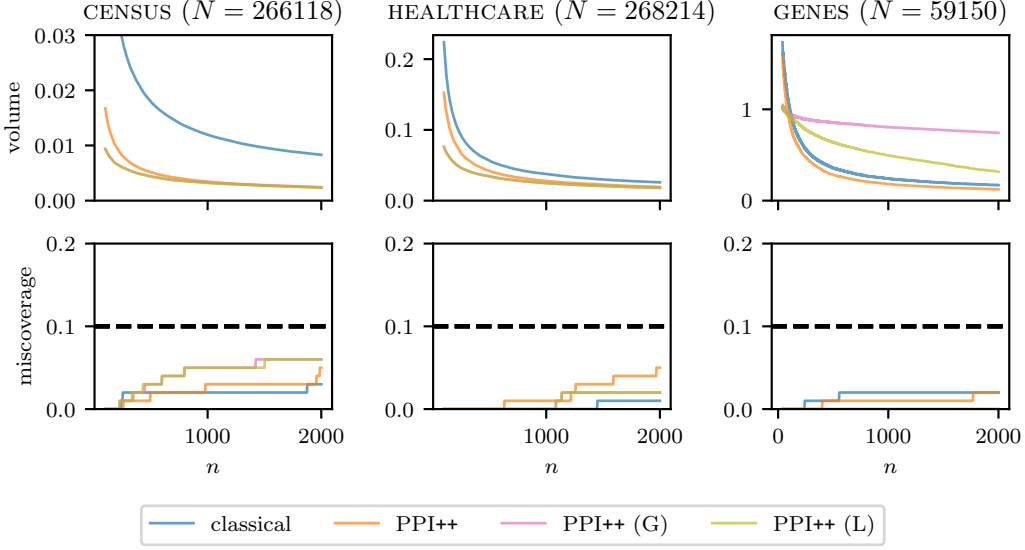 CENSUS (N = 266118)
HEALTHCARE (N = 268214)
GENES (N = 59150)
volume
0.03
0.02
0.01
0.00
0.2
0.1
0.0
1
0
miscoverage
0.2
0.1
0.0
1000
2000
n
0.2
0.1
0.0
1000
2000
n
0.2
0.1
0.0
0
1000
2000
n
classical
PPI++
PPI++ (G)
PPI++ (L)